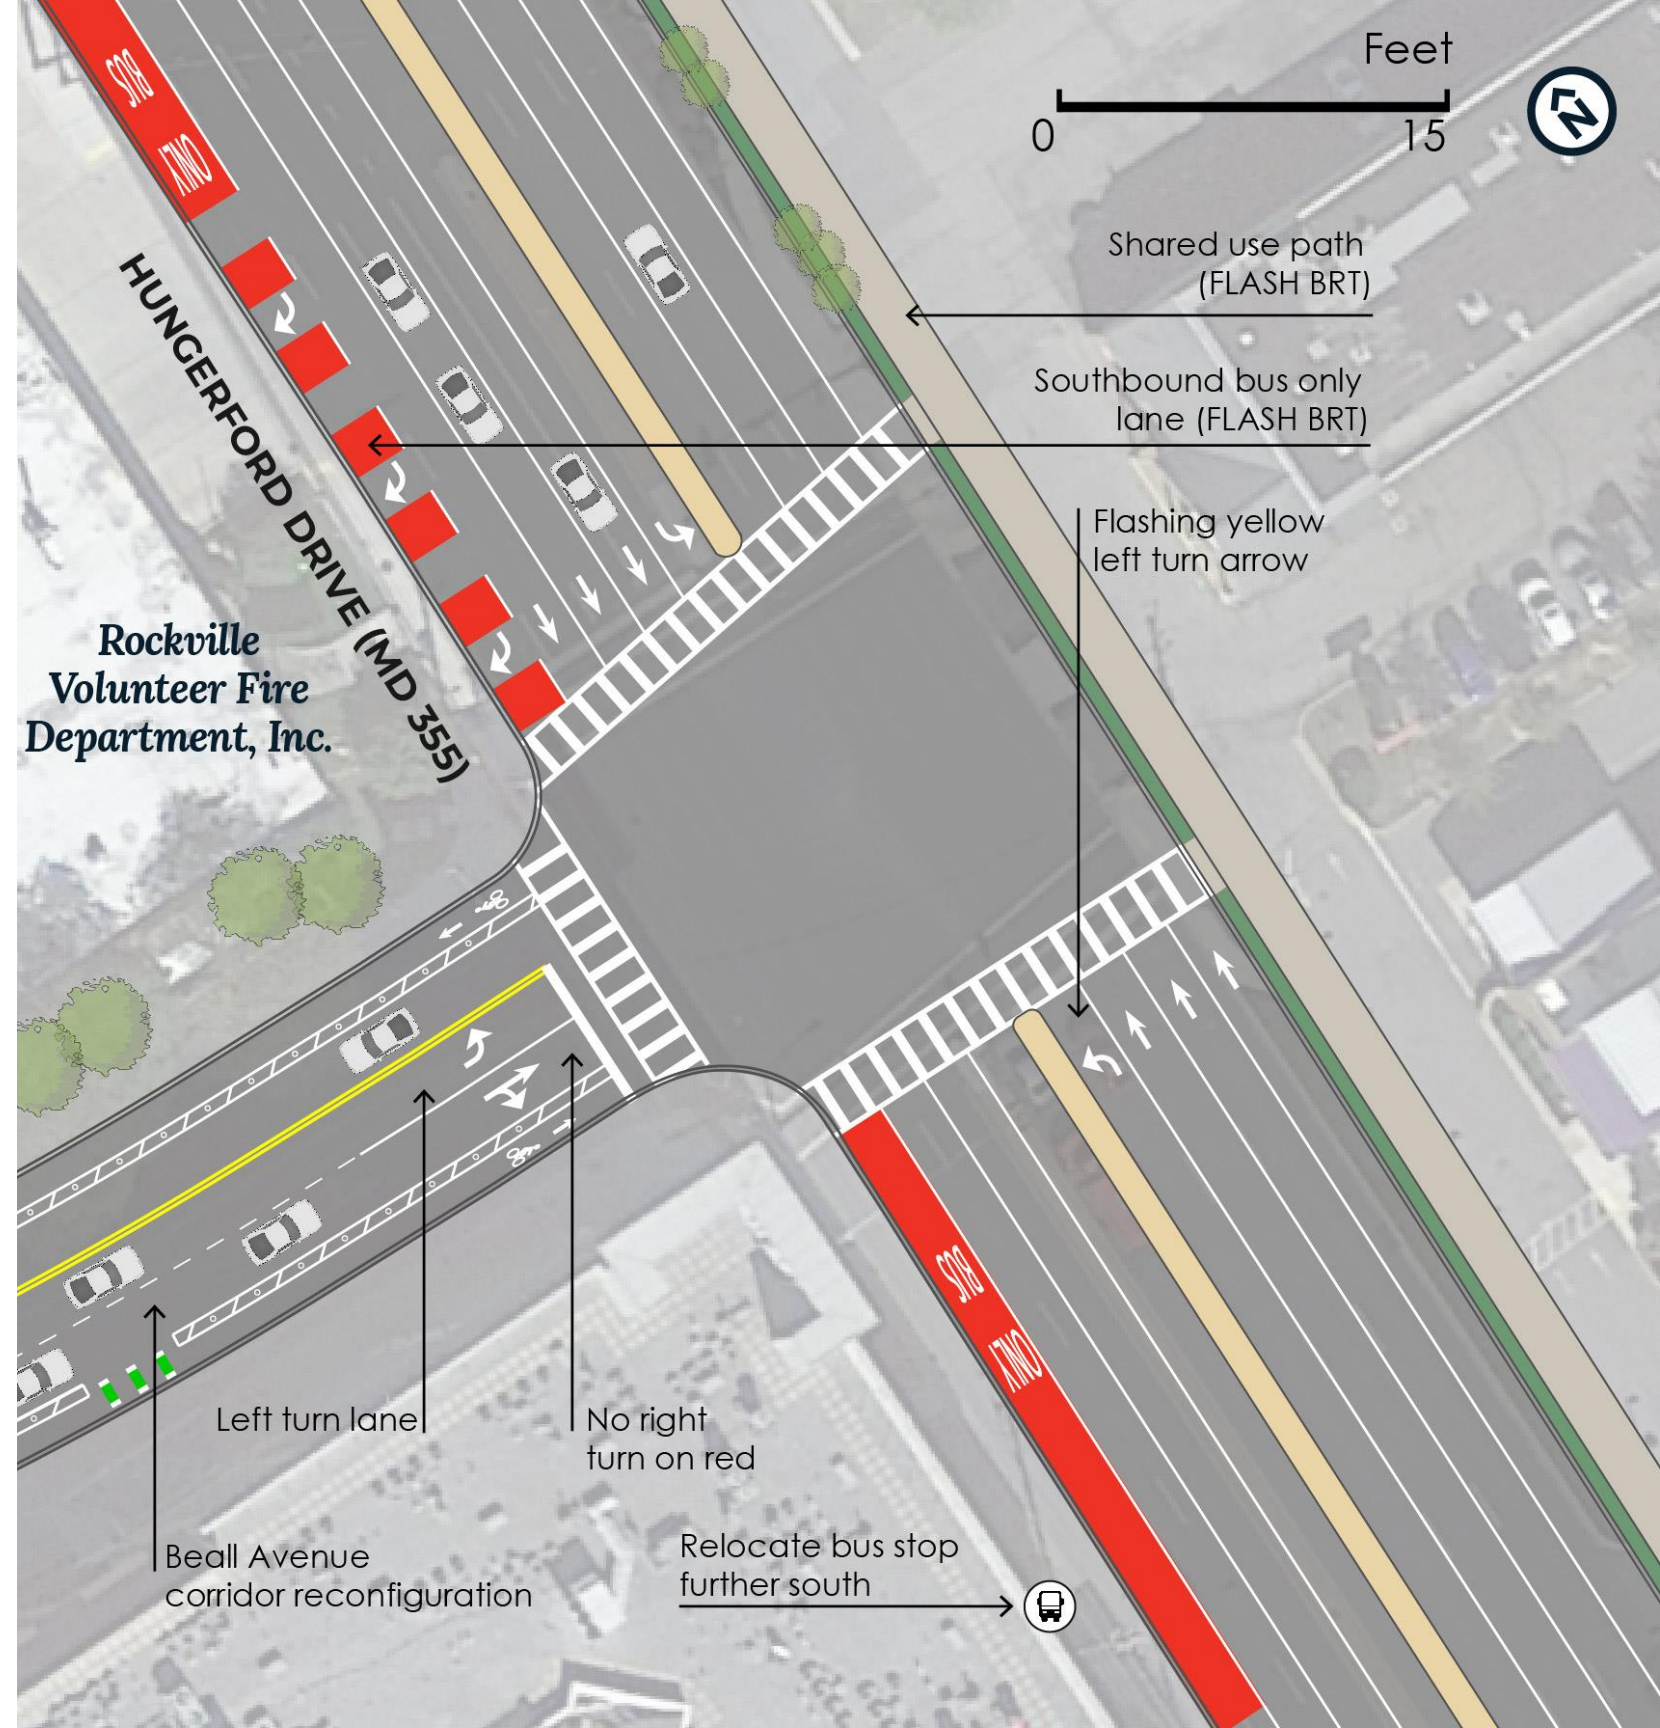 Feet
0
15
BUS
ONLY
Shared use path
(FLASH BRT)
HUNGERFORD DRIVE (MD 355)
Southbound bus only
lane (FLASH BRT)
Flashing yellow
left turn arrow
Rockville
Volunteer Fire
Department, Inc.
BUS
ONLY
Left turn lane
No right
turn on red
Beall Avenue
corridor reconfiguration
Relocate bus stop
further south
N